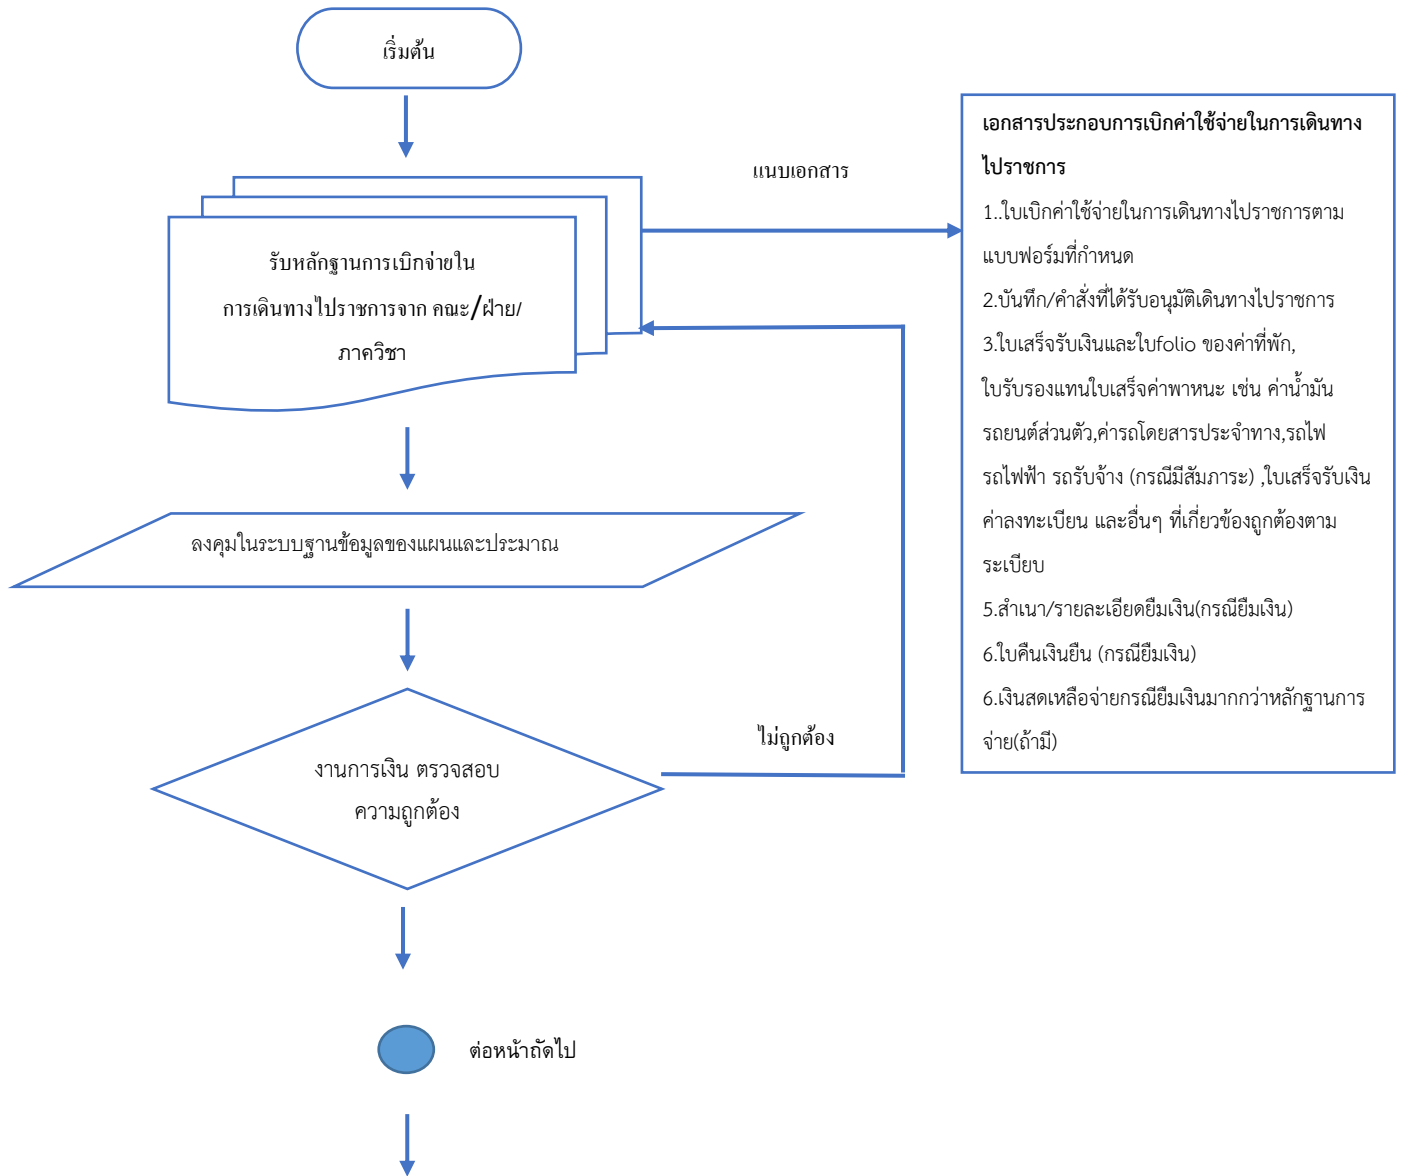 เริ่มต้น
แนบเอกสาร
รับหลักฐานการเบิกจ่ายใน
การเดินทางไปราชการจาก คณะ/ฝ่าย/
ภาควิชา
เอกสารประกอบการเบิกค่าใช้จ่ายในการเดินทาง
ไปราชการ
1..ใบเบิกค่าใช้จ่ายในการเดินทางไปราชการตาม
แบบฟอร์มที่กำหนด
2.บันทึก/คำสั่งที่ได้รับอนุมัติเดินทางไปราชการ
3.ใบเสร็จรับเงินและใบfolio ของค่าที่พัก,
ใบรับรองแทนใบเสร็จค่าพาหนะ เช่น ค่าน้ำมัน
รถยนต์ส่วนตัว,ค่ารถโดยสารประจำทาง,รถไฟ
รถไฟฟ้า รถรับจ้าง (กรณีมีสัมภาระ) ,ใบเสร็จรับเงิน
ค่าลงทะเบียน และอื่นๆ ที่เกี่ยวข้องถูกต้องตาม
ระเบียบ
5.สำเนา/รายละเอียดยืมเงิน(กรณียืมเงิน)
6.ใบคืนเงินยืน (กรณียืมเงิน)
6.เงินสดเหลือจ่ายกรณียืมเงินมากกว่าหลักฐานการ
จ่าย(ถ้ามี)
ลงคุมในระบบฐานข้อมูลของแผนและประมาณ
ไม่ถูกต้อง
งานการเงิน ตรวจสอบ
ความถูกต้อง
ต่อหน้าถัดไป